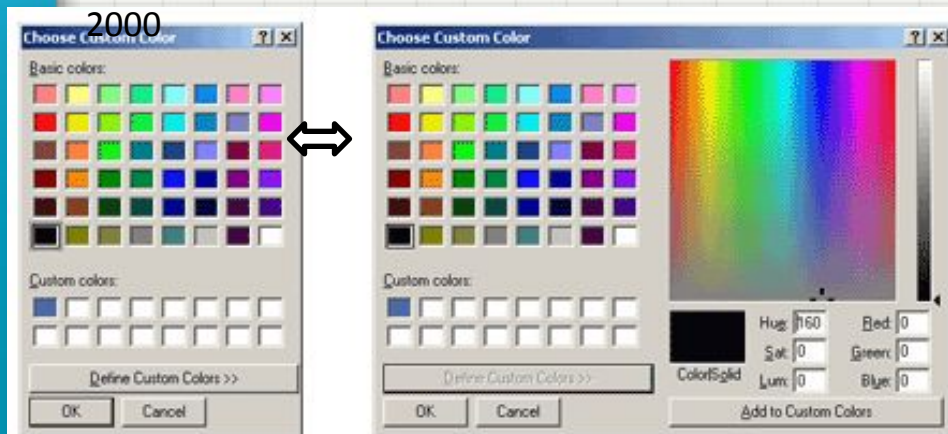 2000
Choose Custom Color
Basic colors:
Custom colors:
Define Custom Colors >>
OK
Cancel
Choose Custom Color
Basic colors:
Custom colors:
Define Custom Colors >>
OK
Cancel
Color|Solid
Hue: 160
Sat: 0
Lum: 0
Red: 0
Green: 0
Blue: 0
Add to Custom Colors